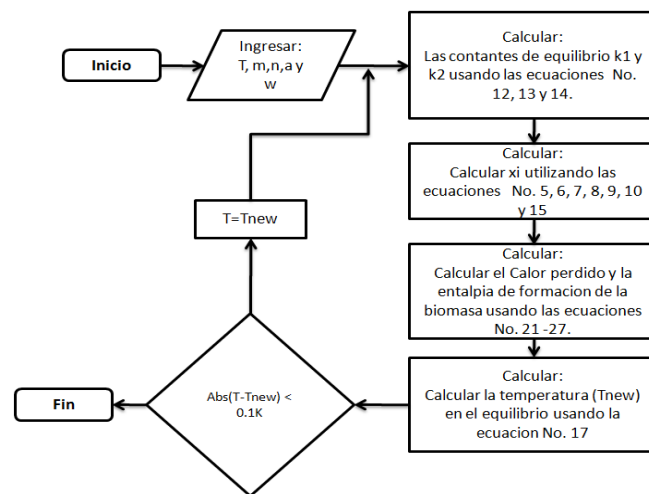 Inicio
Ingresar:
T, m,n,a y
w
Calcular:
Las contantes de equilibrio k1 y
k2 usando las ecuaciones No.
12, 13 y 14.
Calcular:
Calcular xi utilizando las
ecuaciones No. 5, 6, 7, 8, 9, 10
y 15
Calcular:
Calcular el Calor perdido y la
entalpia de formacion de la
biomasa usando las ecuaciones
No. 21 -27.
Calcular:
Calcular la temperatura (Tnew)
en el equilibrio usando la
ecuacion No. 17
T=Tnew
Abs(T-Tnew) <
0.1K
Fin